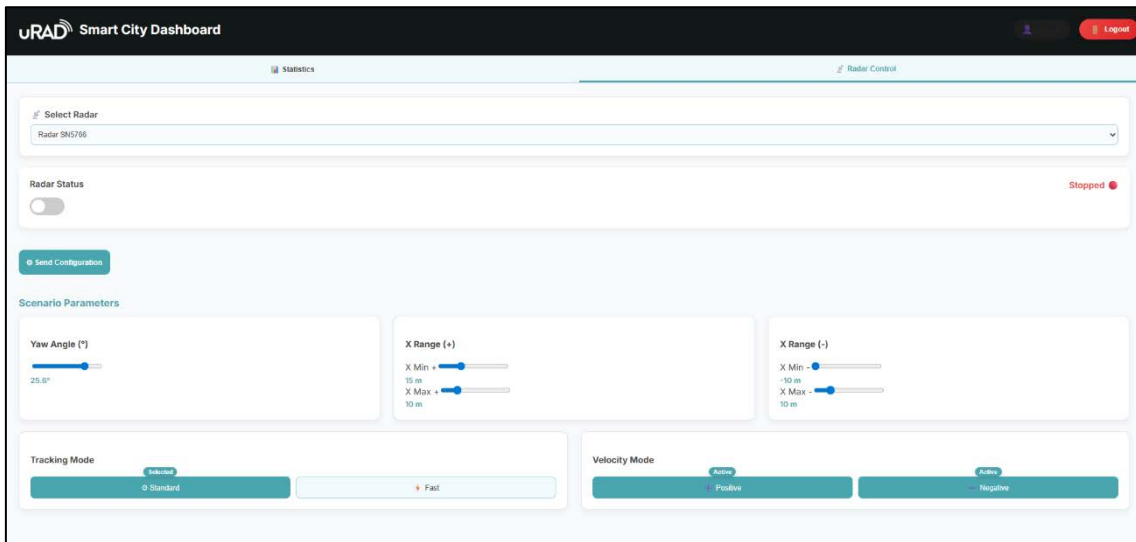 uRAD Smart City Dashboard
Logout
Statistics
Radar Control
Select Radar
Radar SN5766
Radar Status
Stopped
Send Configuration
Scenario Parameters
Yaw Angle (°)
25.6°
X Range (+)
X Min +
15 m
X Max +
10 m
X Range (-)
X Min -
-10 m
X Max -
10 m
Tracking Mode
Selected
Standard
Fast
Velocity Mode
Active
Positive
Active
Negative